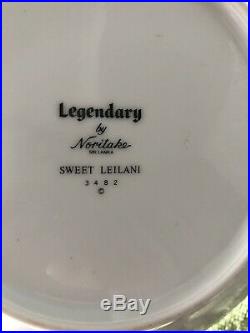 Legendary
by
Noritake
SRI LANKA
SWEET LEILANI
3482
©